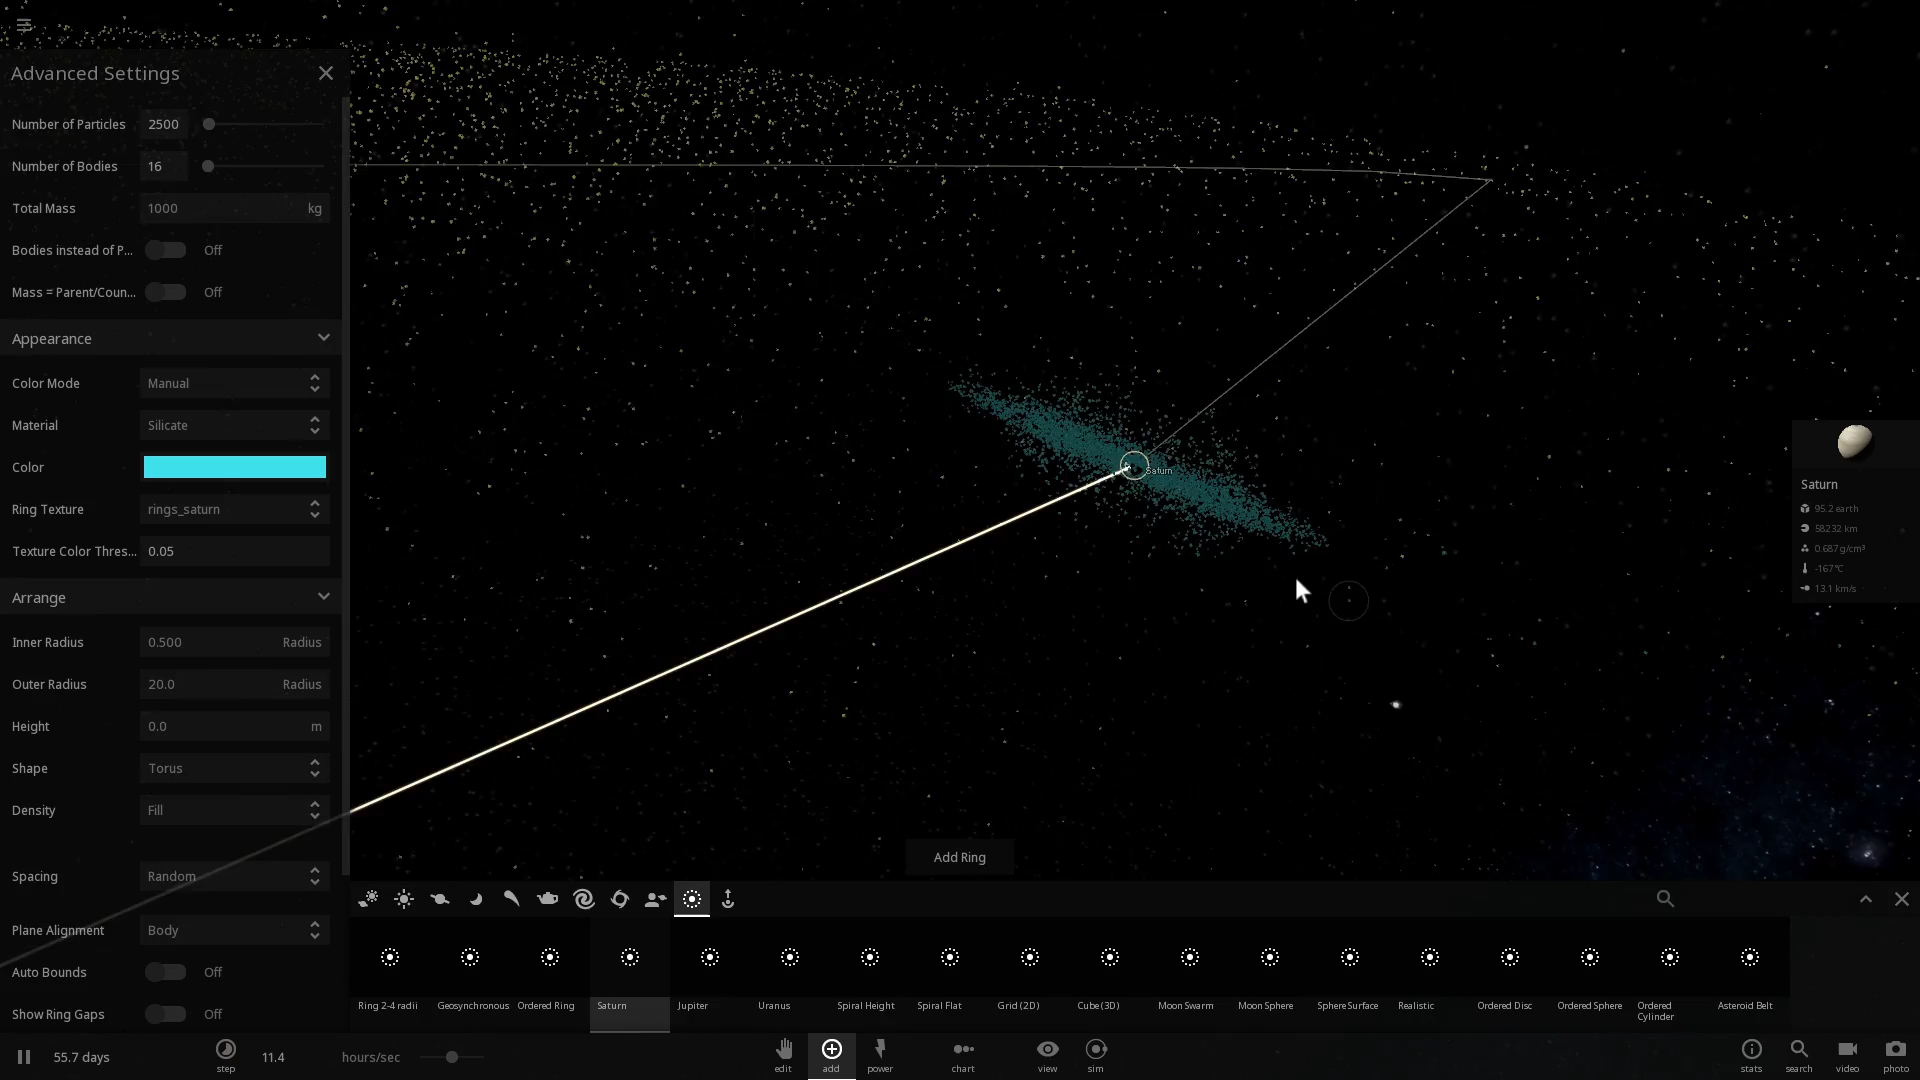 Advanced Settings
Number of Particles 2500
Number of Bodies 16
Total Mass 1000 kg
Bodies instead of P... Off
Mass = Parent/Coun... Off
Appearance
Color Mode Manual
Material Silicate
Color
Ring Texture rings_saturn
Texture Color Thres... 0.05
Arrange
Inner Radius 0.500 Radius
Outer Radius 20.0 Radius
Height 0.0 m
Shape Torus
Density Fill
Spacing Random
Plane Alignment Body
Auto Bounds Off
Show Ring Gaps Off
Saturn
Saturn
95.2 earth
58232 km
0.687 g/cm³
-167 °C
13.1 km/s
Add Ring
Ring 2-4 radii Geosynchronous Ordered Ring Saturn Jupiter Uranus Spiral Height Spiral Flat Grid (2D) Cube (3D) Moon Swarm Moon Sphere Sphere Surface Realistic Ordered Disc Ordered Sphere Ordered Cylinder Asteroid Belt
55.7 days step 11.4 hours/sec edit add power chart view sim stats search video photo